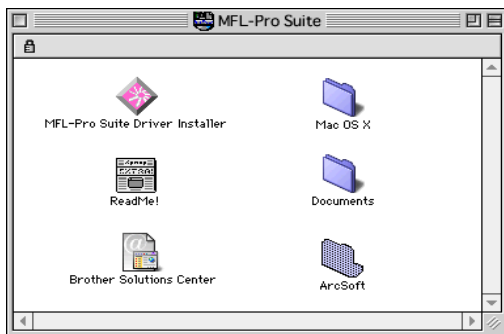 MFL-Pro Suite
MFL-Pro Suite Driver Installer
Mac OS X
ReadMe!
Documents
Brother Solutions Center
ArcSoft